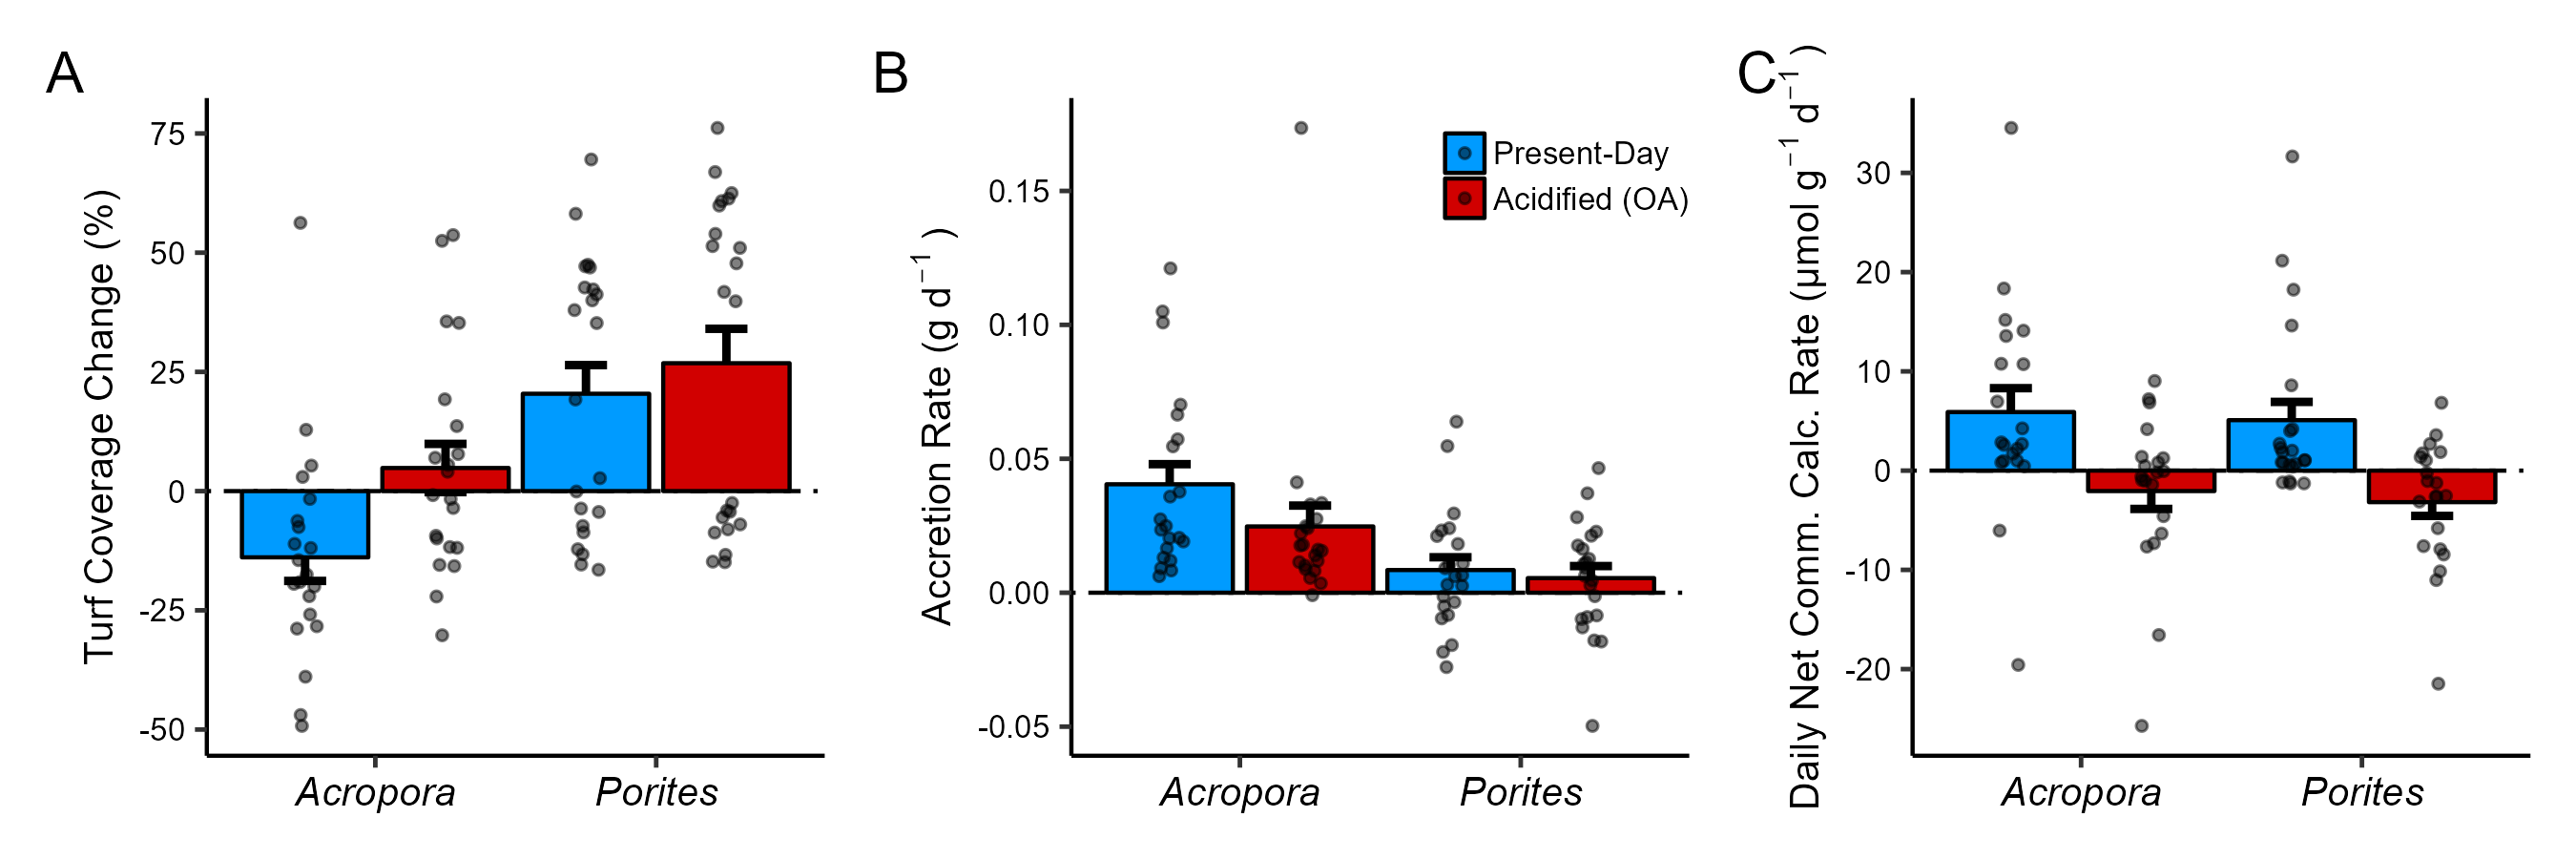 A
Turf Coverage Change (%)
75
50
25
0
-25
-50
Acropora
Porites
B
Accretion Rate (g d⁻¹)
0.15
0.10
0.05
0.00
-0.05
Present-Day
Acidified (OA)
Acropora
Porites
C
Daily Net Comm. Calc. Rate (μmol g⁻¹ d⁻¹)
30
20
10
0
-10
-20
Acropora
Porites